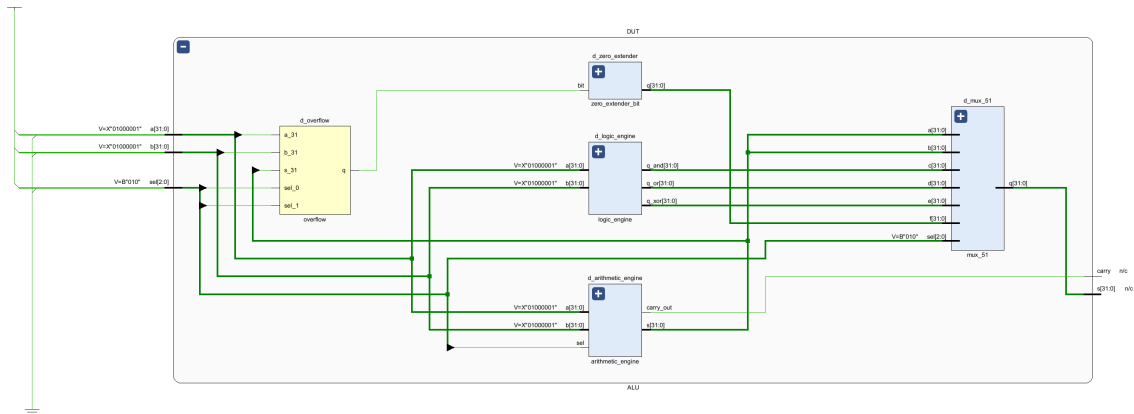 DUT
d_zero_extender
bit q[31:0]
zero_extender_bit
d_mux_51
d_overflow
V=X"01000001" a[31:0]
a_31
V=X"01000001" b[31:0]
b_31
s_31 q
V=B"010" sel[2:0]
sel_0
sel_1
overflow
d_logic_engine
V=X"01000001" a[31:0] q_and[31:0]
V=X"01000001" b[31:0] q_or[31:0]
q_xor[31:0]
logic_engine
a[31:0]
b[31:0]
c[31:0]
d[31:0] q[31:0]
e[31:0]
f[31:0]
V=B"010" sel[2:0]
mux_51
d_arithmetic_engine
V=X"01000001" a[31:0] carry_out
V=X"01000001" b[31:0] s[31:0]
sel
arithmetic_engine
carry n/c
s[31:0] n/c
ALU